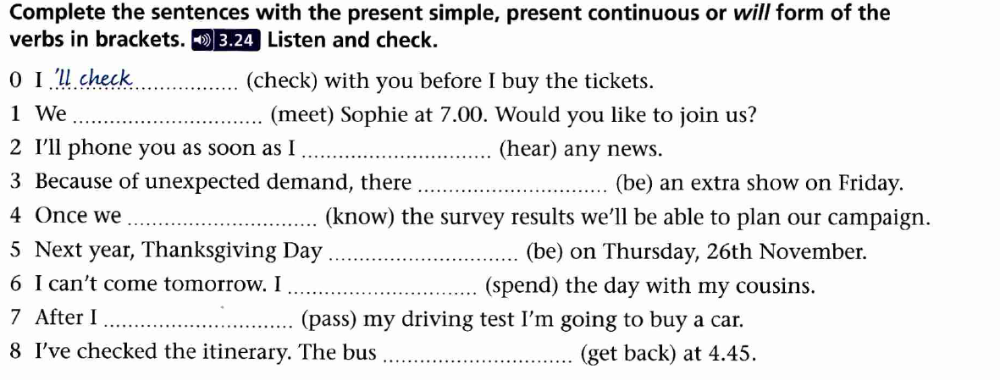 Complete the sentences with the present simple, present continuous or will form of the
verbs in brackets. 3.24 Listen and check.
0 I 'll check (check) with you before I buy the tickets.
1 We .............................. (meet) Sophie at 7.00. Would you like to join us?
2 I'll phone you as soon as I .............................. (hear) any news.
3 Because of unexpected demand, there .............................. (be) an extra show on Friday.
4 Once we .............................. (know) the survey results we'll be able to plan our campaign.
5 Next year, Thanksgiving Day .............................. (be) on Thursday, 26th November.
6 I can't come tomorrow. I .............................. (spend) the day with my cousins.
7 After I .............................. (pass) my driving test I'm going to buy a car.
8 I've checked the itinerary. The bus .............................. (get back) at 4.45.